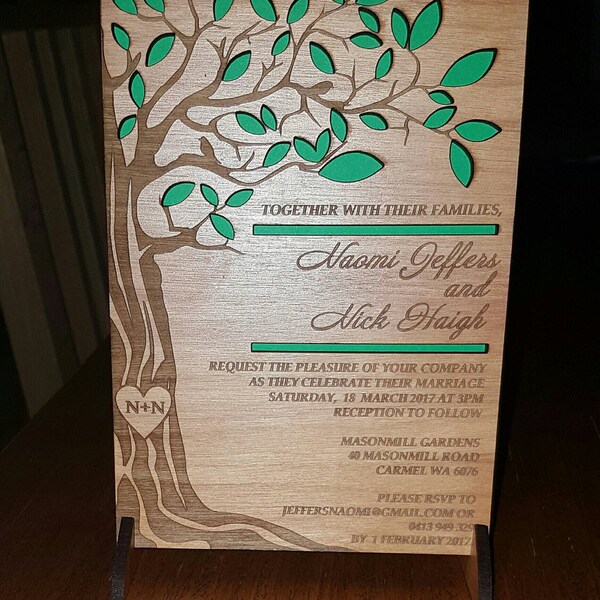 TOGETHER WITH THEIR FAMILIES,
Naomi Jeffers
and
Nick Haigh
REQUEST THE PLEASURE OF YOUR COMPANY
AS THEY CELEBRATE THEIR MARRIAGE
SATURDAY, 18 MARCH 2017 AT 3PM
RECEPTION TO FOLLOW
N+N
MASONMILL GARDENS
40 MASONMILL ROAD
CARMEL WA 6076
PLEASE RSVP TO
JEFFERSNAOMI@GMAIL.COM OR
0413 949 329
BY 1 FEBRUARY 2017